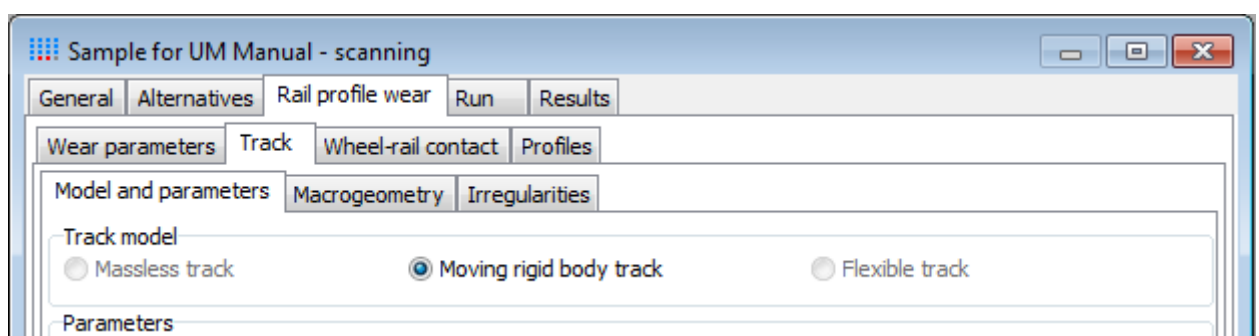 Sample for UM Manual - scanning
General Alternatives Rail profile wear Run Results
Wear parameters Track Wheel-rail contact Profiles
Model and parameters Macrogeometry Irregularities
Track model
Massless track Moving rigid body track Flexible track
Parameters